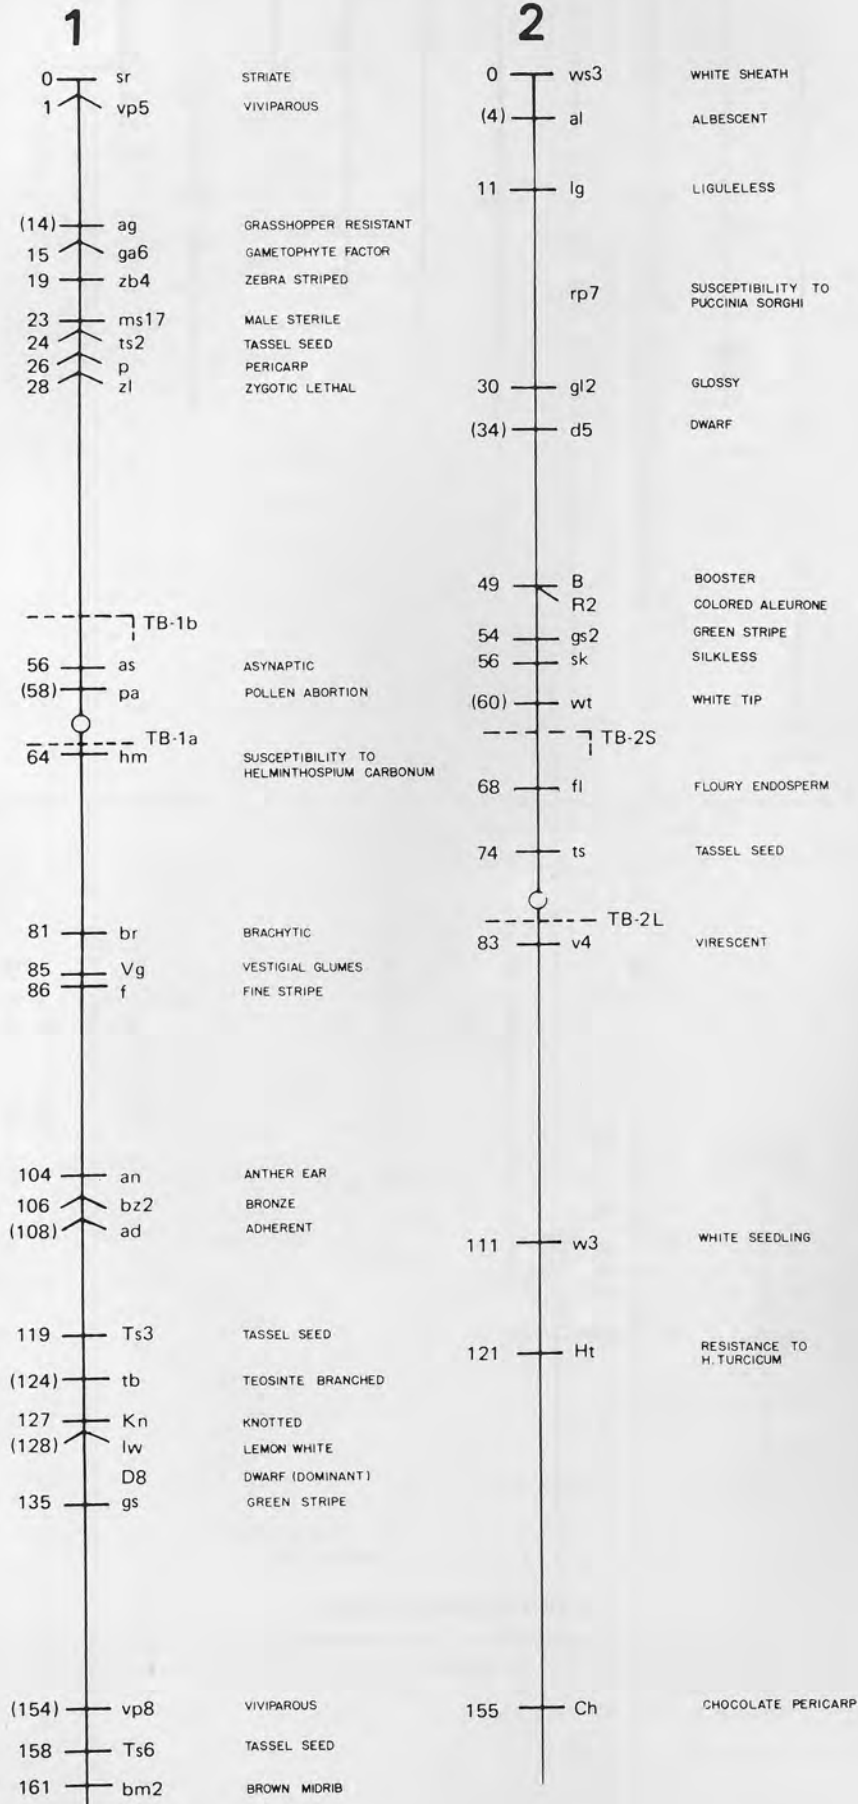 1
0 sr STRIATE
1 vp5 VIVIPAROUS
(14) ag GRASSHOPPER RESISTANT
15 ga6 GAMETOPHYTE FACTOR
19 zb4 ZEBRA STRIPED
23 ms17 MALE STERILE
24 ts2 TASSEL SEED
26 p PERICARP
28 zl ZYGOTIC LETHAL
TB-1b
56 as ASYNAPTIC
(58) pa POLLEN ABORTION
TB-1a
64 hm SUSCEPTIBILITY TO
HELMINTHOSPIUM CARBONUM
81 br BRACHYTIC
85 Vg VESTIGIAL GLUMES
86 f FINE STRIPE
104 an ANTHER EAR
106 bz2 BRONZE
(108) ad ADHERENT
119 Ts3 TASSEL SEED
(124) tb TEOSINTE BRANCHED
127 Kn KNOTTED
(128) lw LEMON WHITE
D8 DWARF (DOMINANT)
135 gs GREEN STRIPE
(154) vp8 VIVIPAROUS
158 Ts6 TASSEL SEED
161 bm2 BROWN MIDRIB
2
0 ws3 WHITE SHEATH
(4) al ALBESCENT
11 lg LIGULELESS
rp7 SUSCEPTIBILITY TO
PUCCINIA SORGHI
30 gl2 GLOSSY
(34) d5 DWARF
49 B BOOSTER
R2 COLORED ALEURONE
54 gs2 GREEN STRIPE
56 sk SILKLESS
(60) wt WHITE TIP
TB-2S
68 fl FLOURY ENDOSPERM
74 ts TASSEL SEED
TB-2L
83 v4 VIRESCENT
111 w3 WHITE SEEDLING
121 Ht RESISTANCE TO
H. TURCICUM
155 Ch CHOCOLATE PERICARP